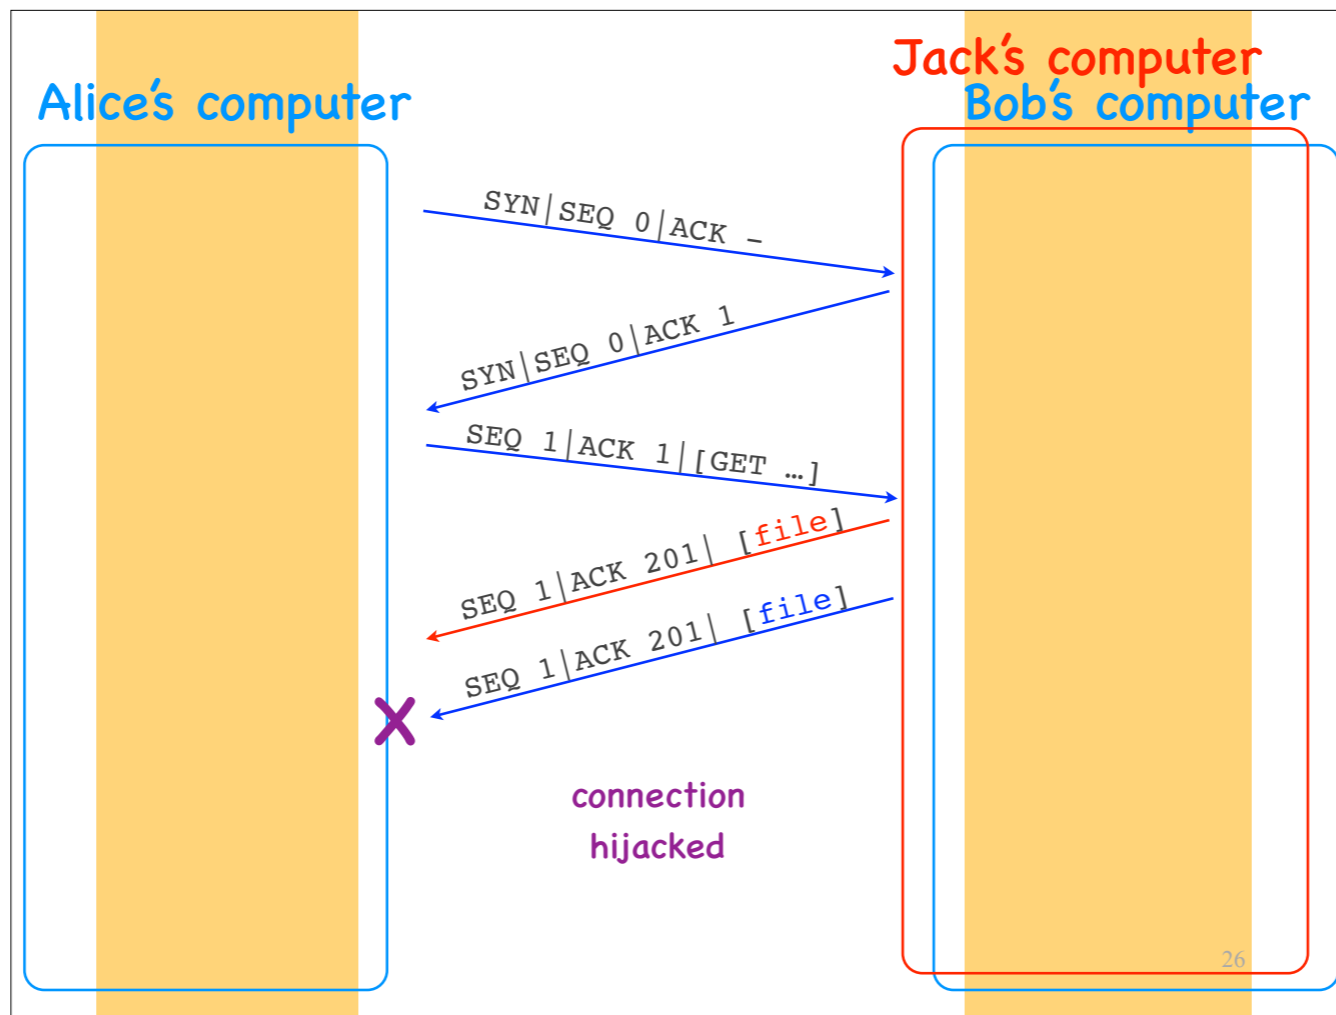 Jack's computer
Alice's computer
Bob's computer
SYN|SEQ 0|ACK –
SYN|SEQ 0|ACK 1
SEQ 1|ACK 1|[GET …]
SEQ 1|ACK 201| [file]
SEQ 1|ACK 201| [file]
X
connection
hijacked
26